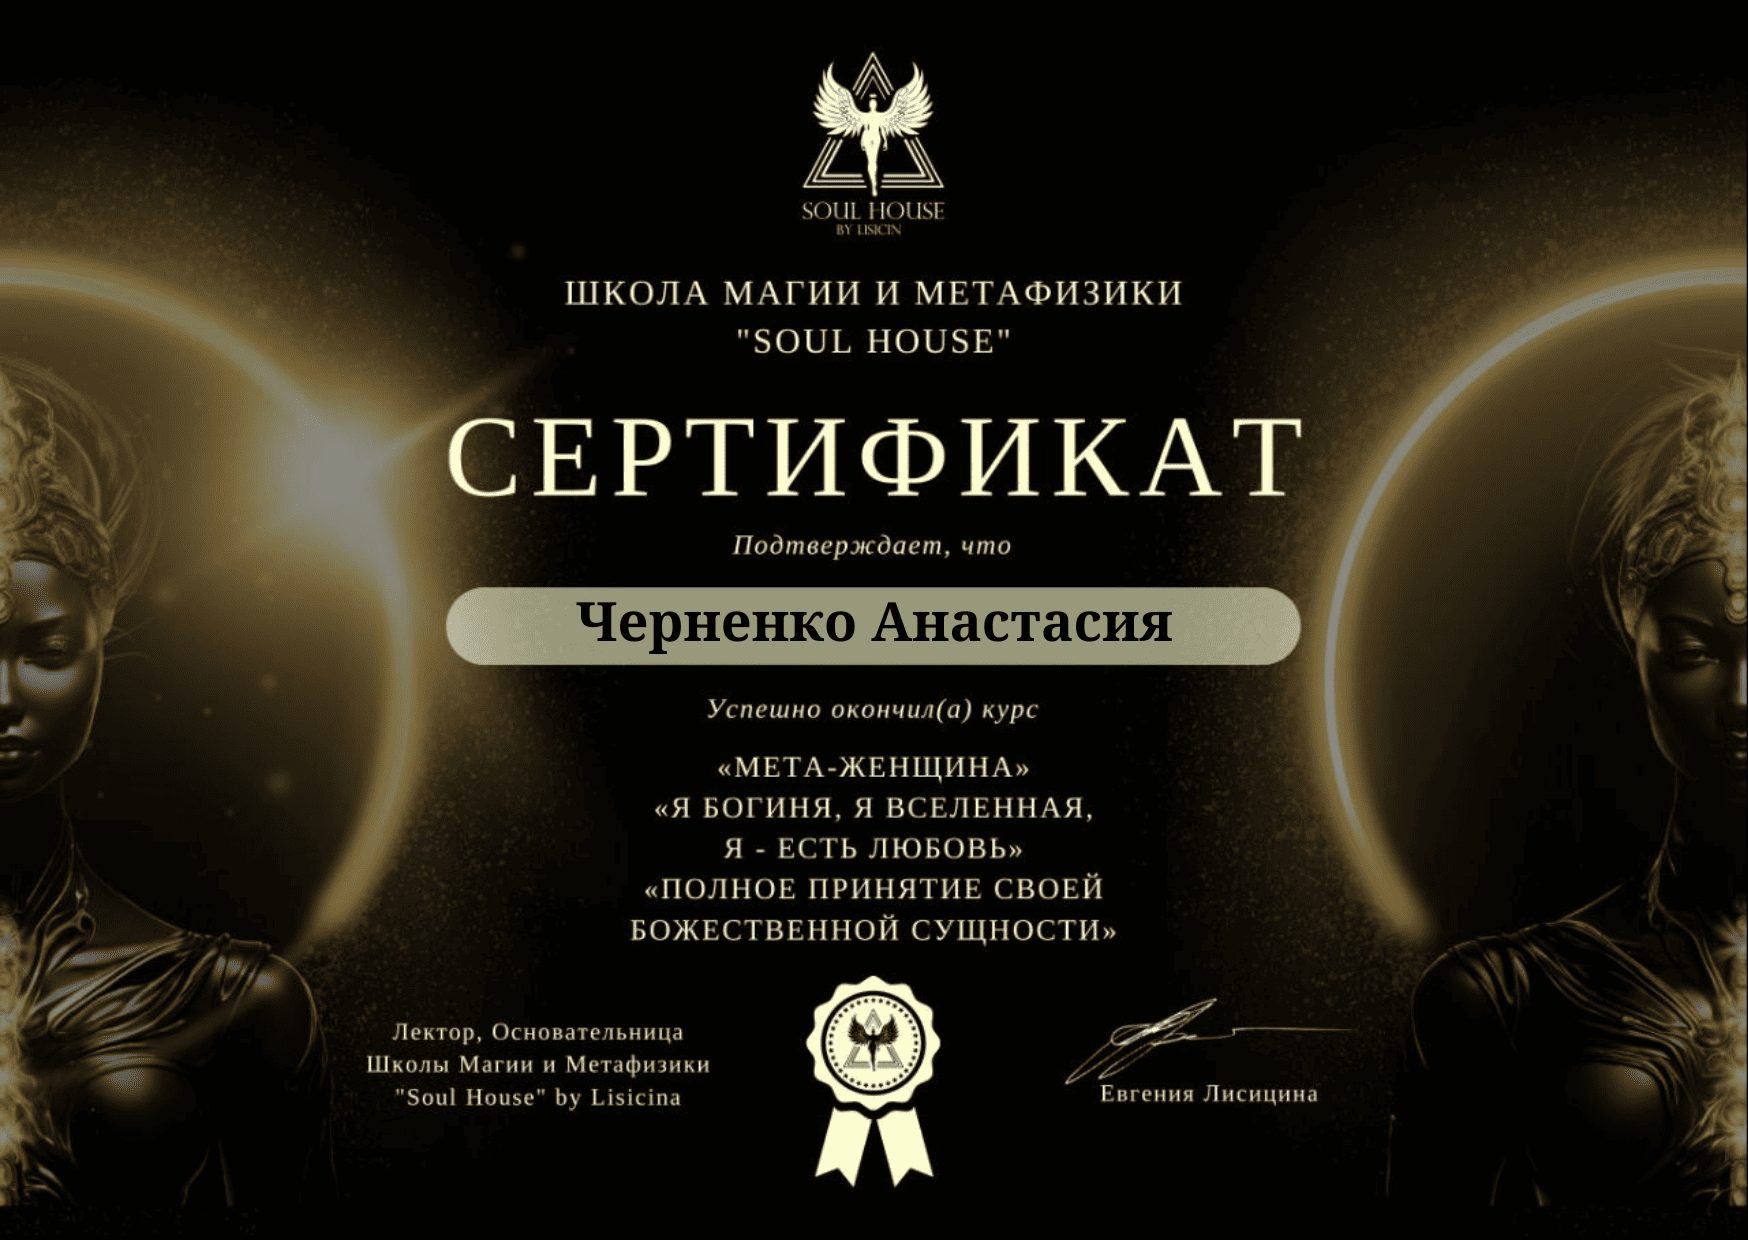 SOUL HOUSE
BY LISICIN
ШКОЛА МАГИИ И МЕТАФИЗИКИ
"SOUL HOUSE"
СЕРТИФИКАТ
Подтверждает, что
Черненко Анастасия
Успешно окончил(а) курс
«МЕТА-ЖЕНЩИНА»
«Я БОГИНЯ, Я ВСЕЛЕННАЯ,
Я - ЕСТЬ ЛЮБОВЬ»
«ПОЛНОЕ ПРИНЯТИЕ СВОЕЙ
БОЖЕСТВЕННОЙ СУЩНОСТИ»
Лектор, Основательница
Школы Магии и Метафизики
"Soul House" by Lisicina
Евгения Лисицина